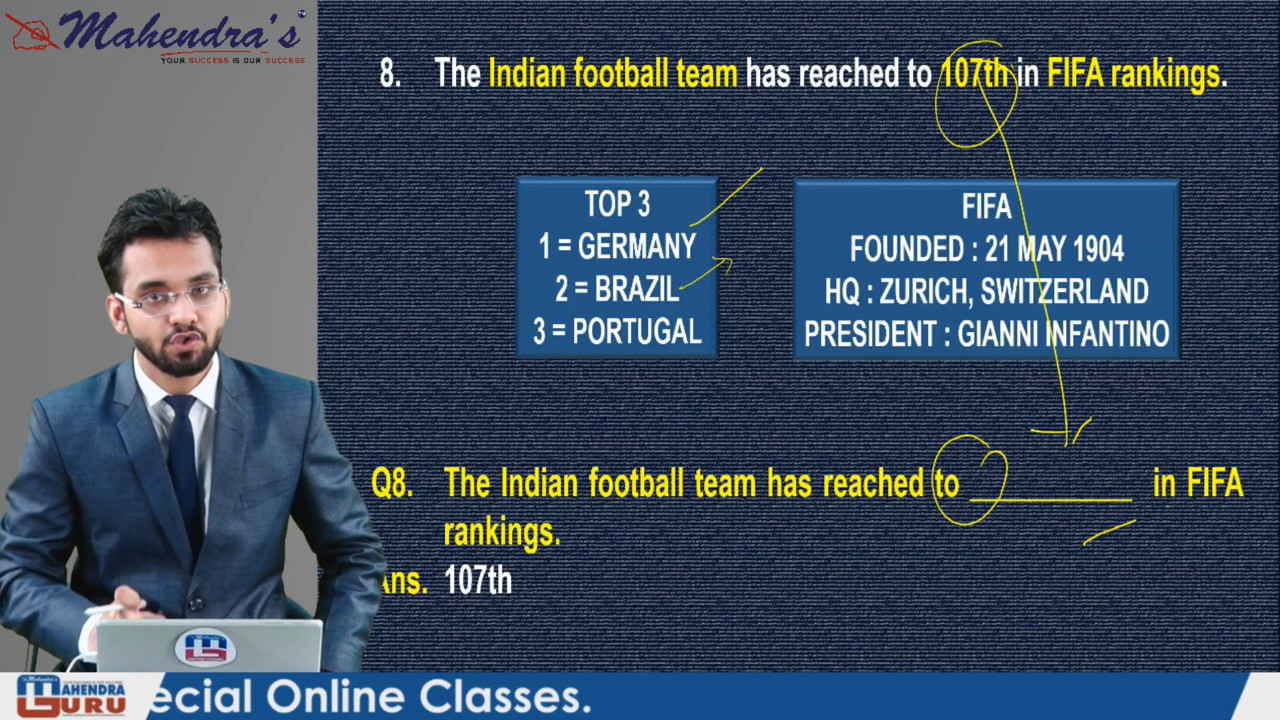 Mahendra's
YOUR SUCCESS IS OUR SUCCESS
8. The Indian football team has reached to 107th in FIFA rankings.
TOP 3
1 = GERMANY
2 = BRAZIL
3 = PORTUGAL
FIFA
FOUNDED : 21 MAY 1904
HQ : ZURICH, SWITZERLAND
PRESIDENT : GIANNI INFANTINO
Q8. The Indian football team has reached to __________ in FIFA
rankings.
Ans. 107th
MAHENDRA
GURU
ecial Online Classes.